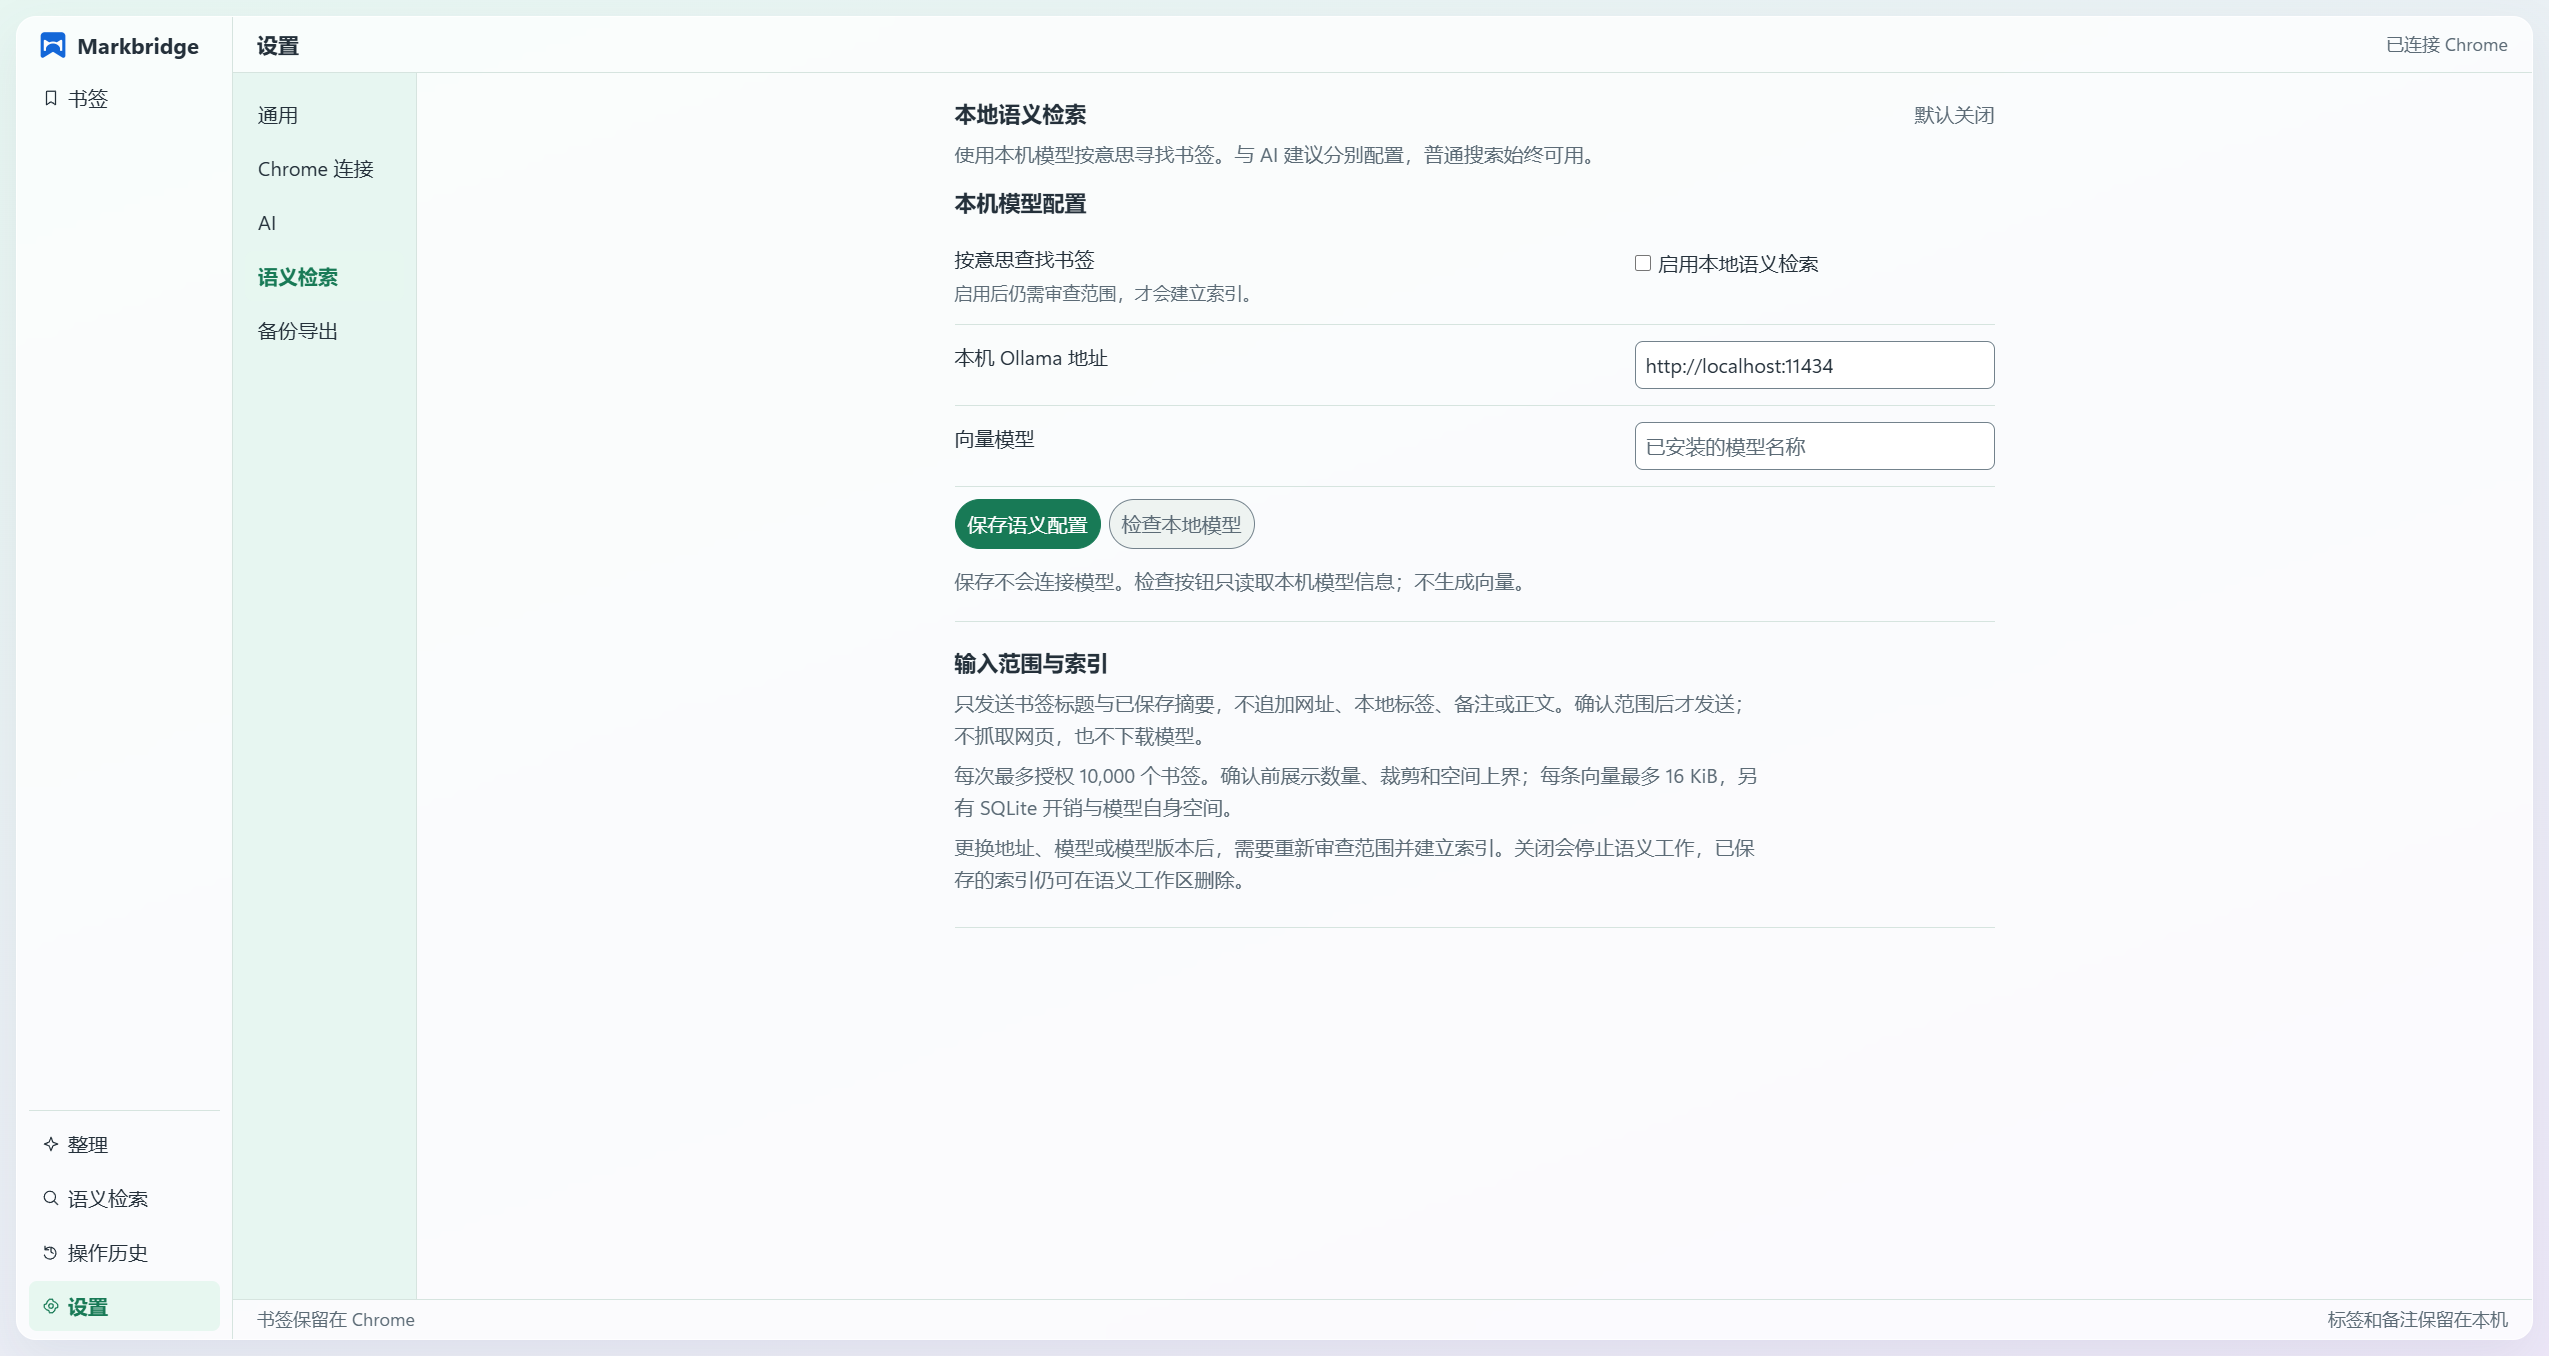 Markbridge
书签
整理
语义检索
操作历史
设置
设置
已连接 Chrome
通用
Chrome 连接
AI
语义检索
备份导出
本地语义检索
默认关闭
使用本机模型按意思寻找书签。与 AI 建议分别配置，普通搜索始终可用。
本机模型配置
按意思查找书签
启用后仍需审查范围，才会建立索引。
启用本地语义检索
本机 Ollama 地址
http://localhost:11434
向量模型
已安装的模型名称
保存语义配置
检查本地模型
保存不会连接模型。检查按钮只读取本机模型信息；不生成向量。
输入范围与索引
只发送书签标题与已保存摘要，不追加网址、本地标签、备注或正文。确认范围后才发送；
不抓取网页，也不下载模型。
每次最多授权 10,000 个书签。确认前展示数量、裁剪和空间上界；每条向量最多 16 KiB，另
有 SQLite 开销与模型自身空间。
更换地址、模型或模型版本后，需要重新审查范围并建立索引。关闭会停止语义工作，已保
存的索引仍可在语义工作区删除。
书签保留在 Chrome
标签和备注保留在本机